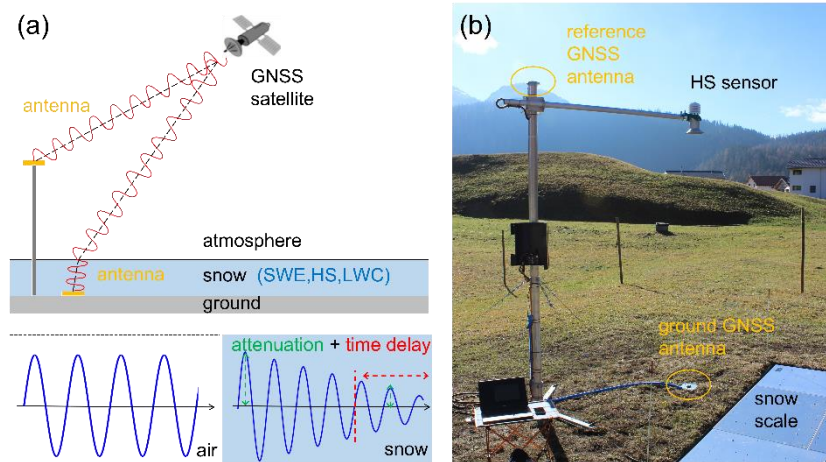 (a)
GNSS
satellite
antenna
atmosphere
antenna
snow (SWE,HS,LWC)
ground
air
attenuation + time delay
snow
(b)
reference
GNSS
antenna
HS sensor
ground GNSS
antenna
snow
scale